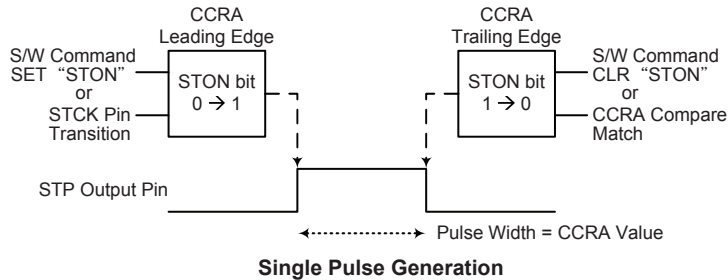 CCRA
Leading Edge
S/W Command
SET “STON”
or
STCK Pin
Transition
STON bit
0 → 1
CCRA
Trailing Edge
STON bit
1 → 0
S/W Command
CLR “STON”
or
CCRA Compare
Match
STP Output Pin
Pulse Width = CCRA Value
Single Pulse Generation